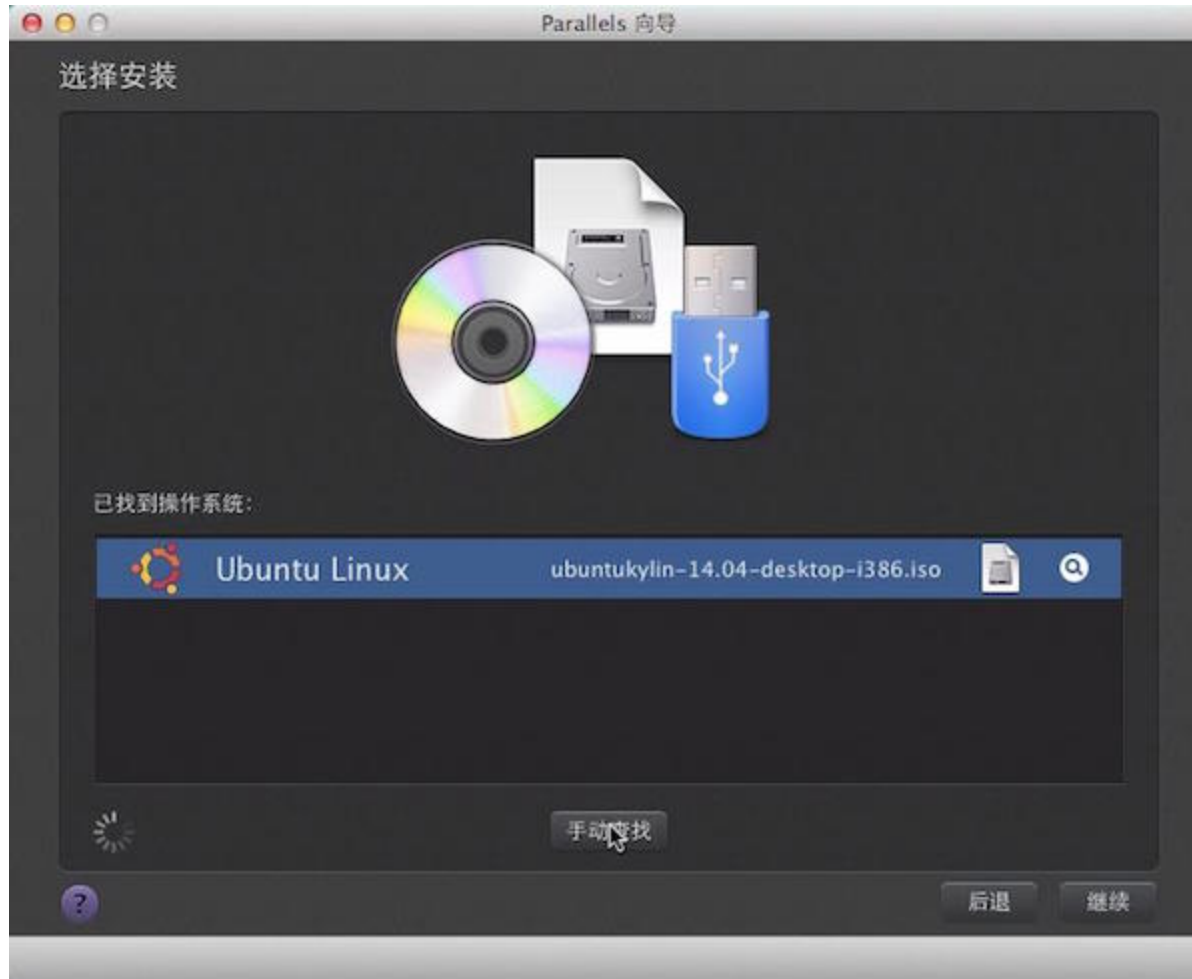 Parallels 向导
选择安装
已找到操作系统:
Ubuntu Linux ubuntukylin-14.04-desktop-i386.iso
手动查找
? 后退 继续